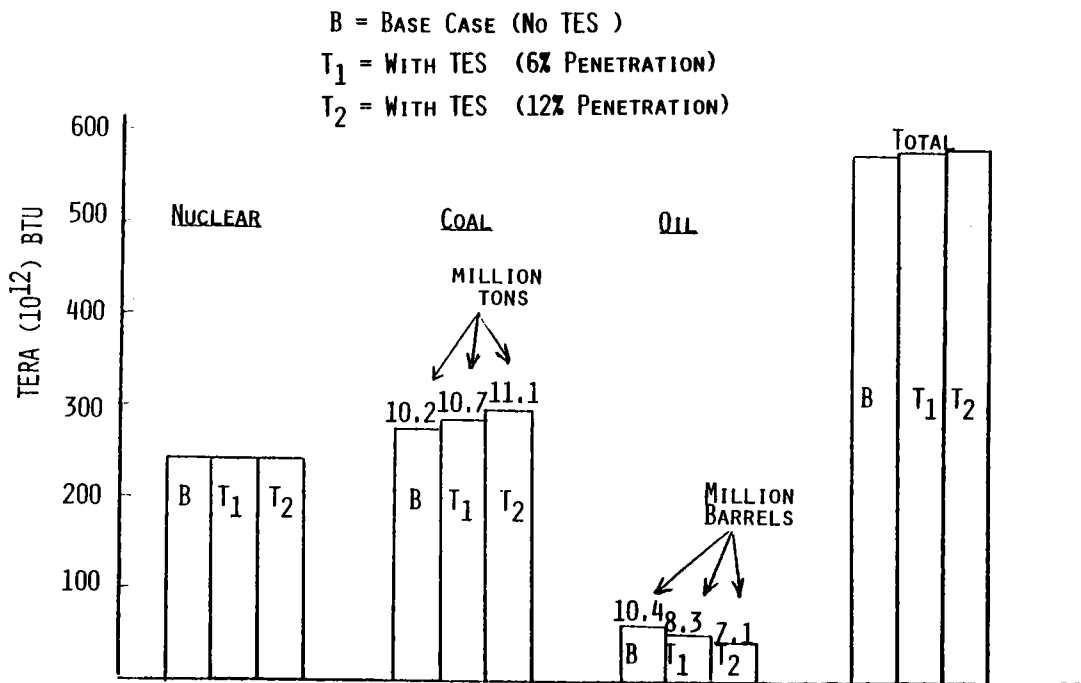 B = BASE CASE (NO TES )
T1 = WITH TES (6% PENETRATION)
T2 = WITH TES (12% PENETRATION)
600
500
400
300
200
100
TERA (10^12) BTU
NUCLEAR
B T1 T2
COAL
MILLION
TONS
10.2 10.7 11.1
B T1 T2
OIL
MILLION
BARRELS
10.4 8.3 7.1
B T1 T2
TOTAL
B T1 T2